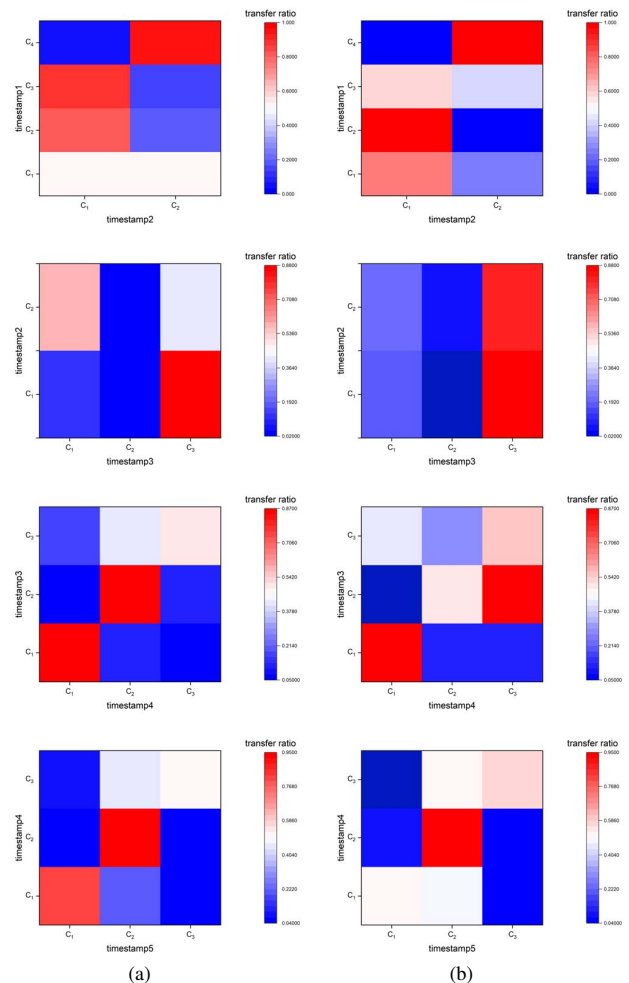 transfer ratio
timestamp1
C₄
C₃
C₂
C₁
C₁ C₂
timestamp2
1.000
0.8000
0.6000
0.4000
0.2000
0.000
transfer ratio
timestamp1
C₄
C₃
C₂
C₁
C₁ C₂
timestamp2
1.000
0.8000
0.6000
0.4000
0.2000
0.000
transfer ratio
timestamp2
C₂
C₁
C₁ C₂ C₃
timestamp3
0.8800
0.7080
0.5360
0.3640
0.1920
0.02000
transfer ratio
timestamp2
C₂
C₁
C₁ C₂ C₃
timestamp3
0.8800
0.7080
0.5360
0.3640
0.1920
0.02000
transfer ratio
timestamp3
C₃
C₂
C₁
C₁ C₂ C₃
timestamp4
0.8700
0.7060
0.5420
0.3780
0.2140
0.05000
transfer ratio
timestamp3
C₃
C₂
C₁
C₁ C₂ C₃
timestamp4
0.8700
0.7060
0.5420
0.3780
0.2140
0.05000
transfer ratio
timestamp4
C₃
C₂
C₁
C₁ C₂ C₃
timestamp5
0.9500
0.7680
0.5860
0.4040
0.2220
0.04000
transfer ratio
timestamp4
C₃
C₂
C₁
C₁ C₂ C₃
timestamp5
0.9500
0.7680
0.5860
0.4040
0.2220
0.04000
(a) (b)